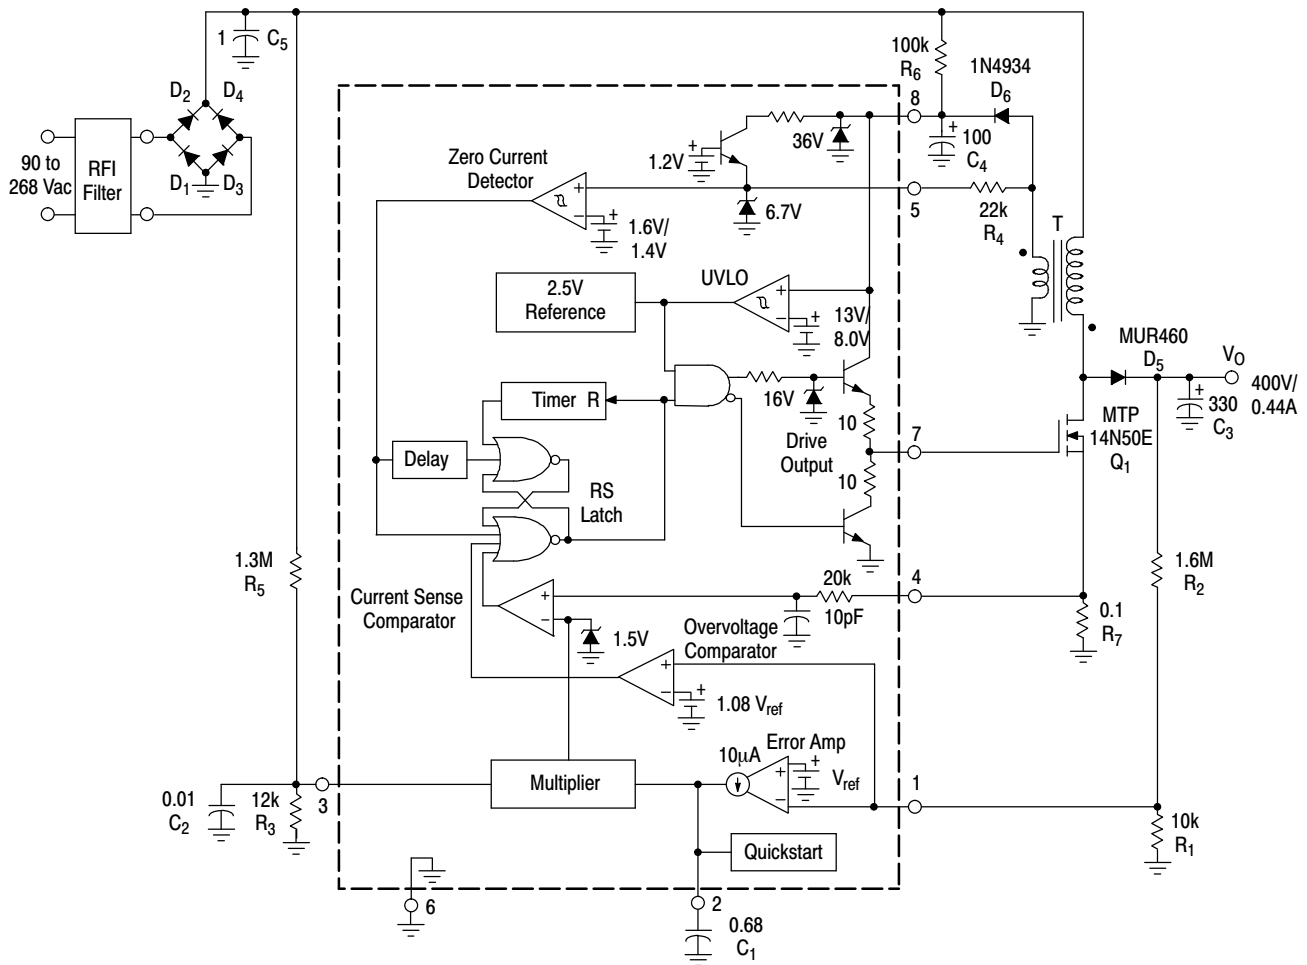 1
C5
100k
R6
1N4934
D6
8
D2
D4
36V
100
C4
1.2V
RFI
Filter
90 to
268 Vac
D1
D3
Zero Current
Detector
6.7V
5
22k
R4
T
1.6V/
1.4V
UVLO
2.5V
Reference
13V/
8.0V
MUR460
D5
VO
400V/
0.44A
Timer R
16V
10
330
C3
MTP
14N50E
Q1
Drive
Output
7
Delay
10
RS
Latch
1.3M
R5
1.6M
R2
20k
4
10pF
0.1
R7
Current Sense
Comparator
1.5V
Overvoltage
Comparator
1.08 Vref
Error Amp
10μA
Vref
1
Multiplier
3
0.01
C2
12k
R3
10k
R1
Quickstart
6
2
0.68
C1